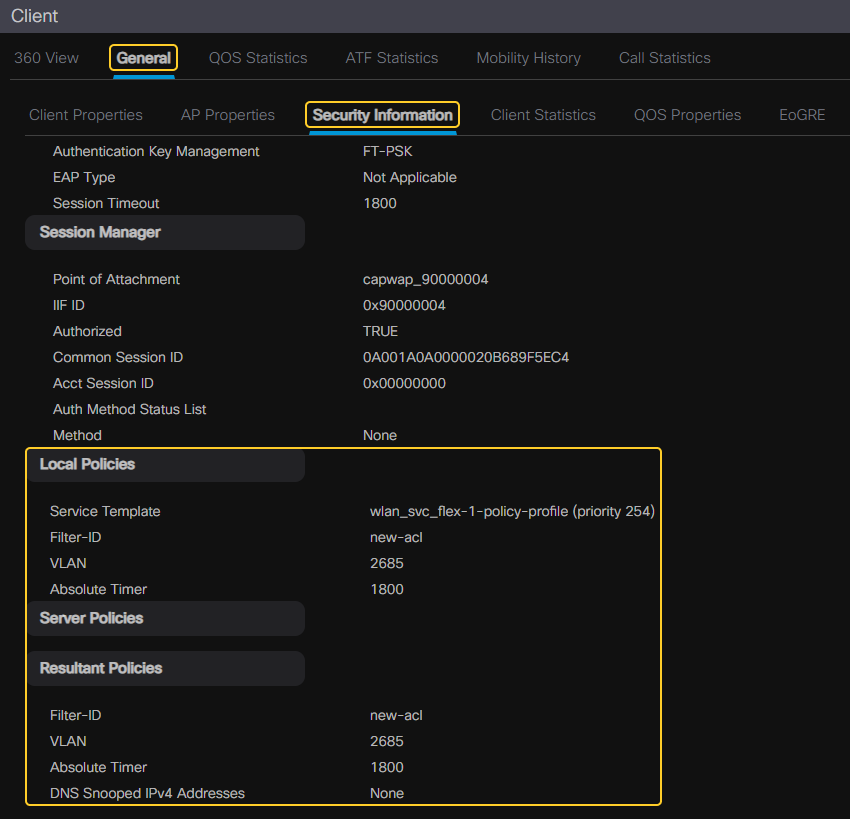 Client
360 View General QOS Statistics ATF Statistics Mobility History Call Statistics
Client Properties AP Properties Security Information Client Statistics QOS Properties EoGRE
Authentication Key Management FT-PSK
EAP Type Not Applicable
Session Timeout 1800
Session Manager
Point of Attachment capwap_90000004
IIF ID 0x90000004
Authorized TRUE
Common Session ID 0A001A0A0000020B689F5EC4
Acct Session ID 0x00000000
Auth Method Status List
Method None
Local Policies
Service Template wlan_svc_flex-1-policy-profile (priority 254)
Filter-ID new-acl
VLAN 2685
Absolute Timer 1800
Server Policies
Resultant Policies
Filter-ID new-acl
VLAN 2685
Absolute Timer 1800
DNS Snooped IPv4 Addresses None